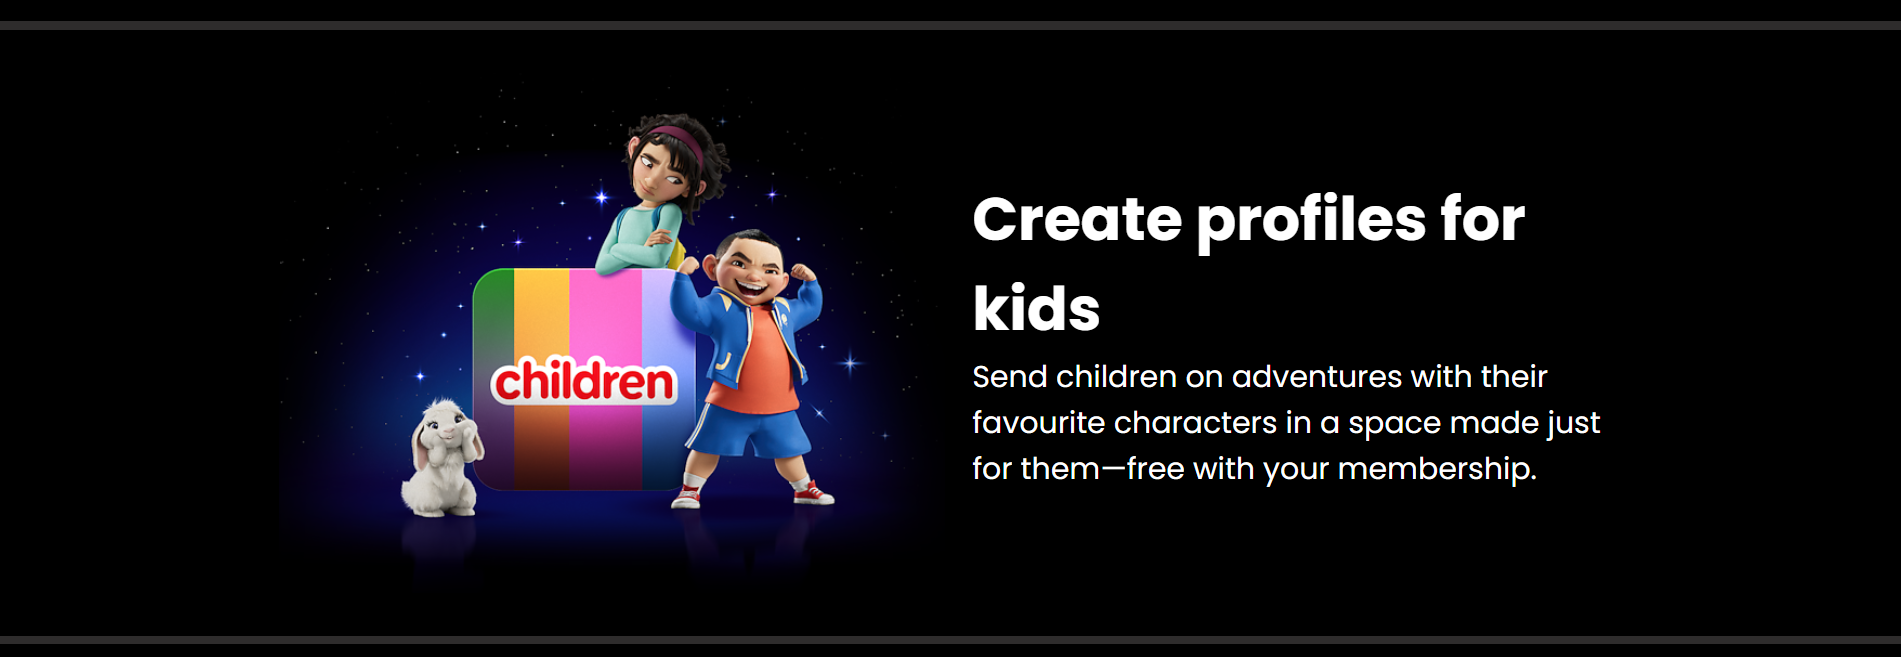 children
Create profiles for
kids
Send children on adventures with their
favourite characters in a space made just
for them—free with your membership.